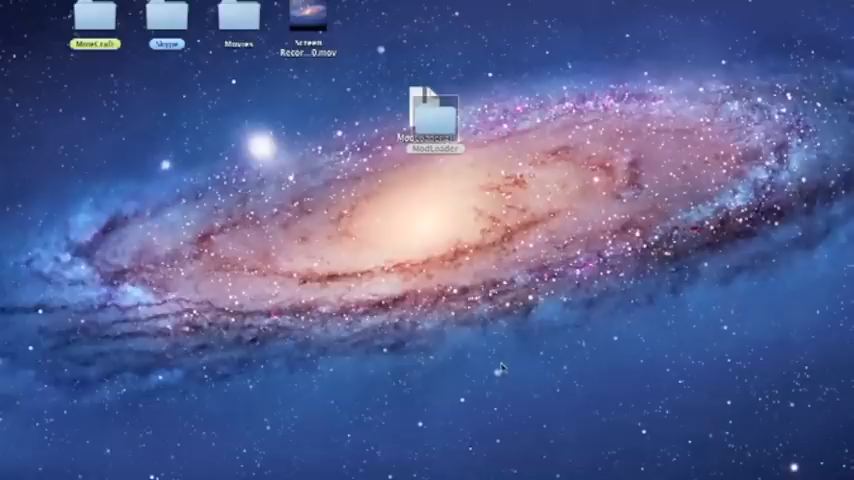 MineCraft
Skype
Movies
Screen
Recor...0.mov
ModLoader